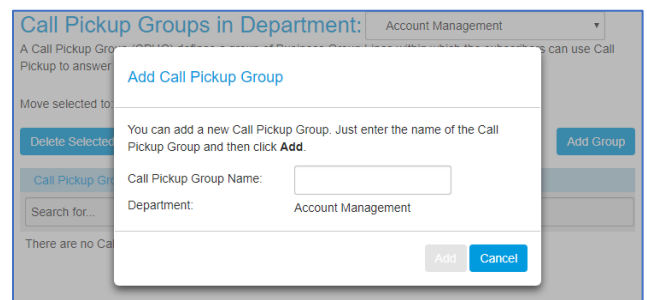 Call Pickup Groups in Department: Account Management
A Call Pickup Group (CPUG) defines a group of Business Group Lines within which the subscribers can use Call
Pickup to answer
Move selected to:
Delete Selected
Add Group
Call Pickup Gro
Search for...
There are no Cal
Add Call Pickup Group
You can add a new Call Pickup Group. Just enter the name of the Call
Pickup Group and then click Add.
Call Pickup Group Name:
Department: Account Management
Add Cancel